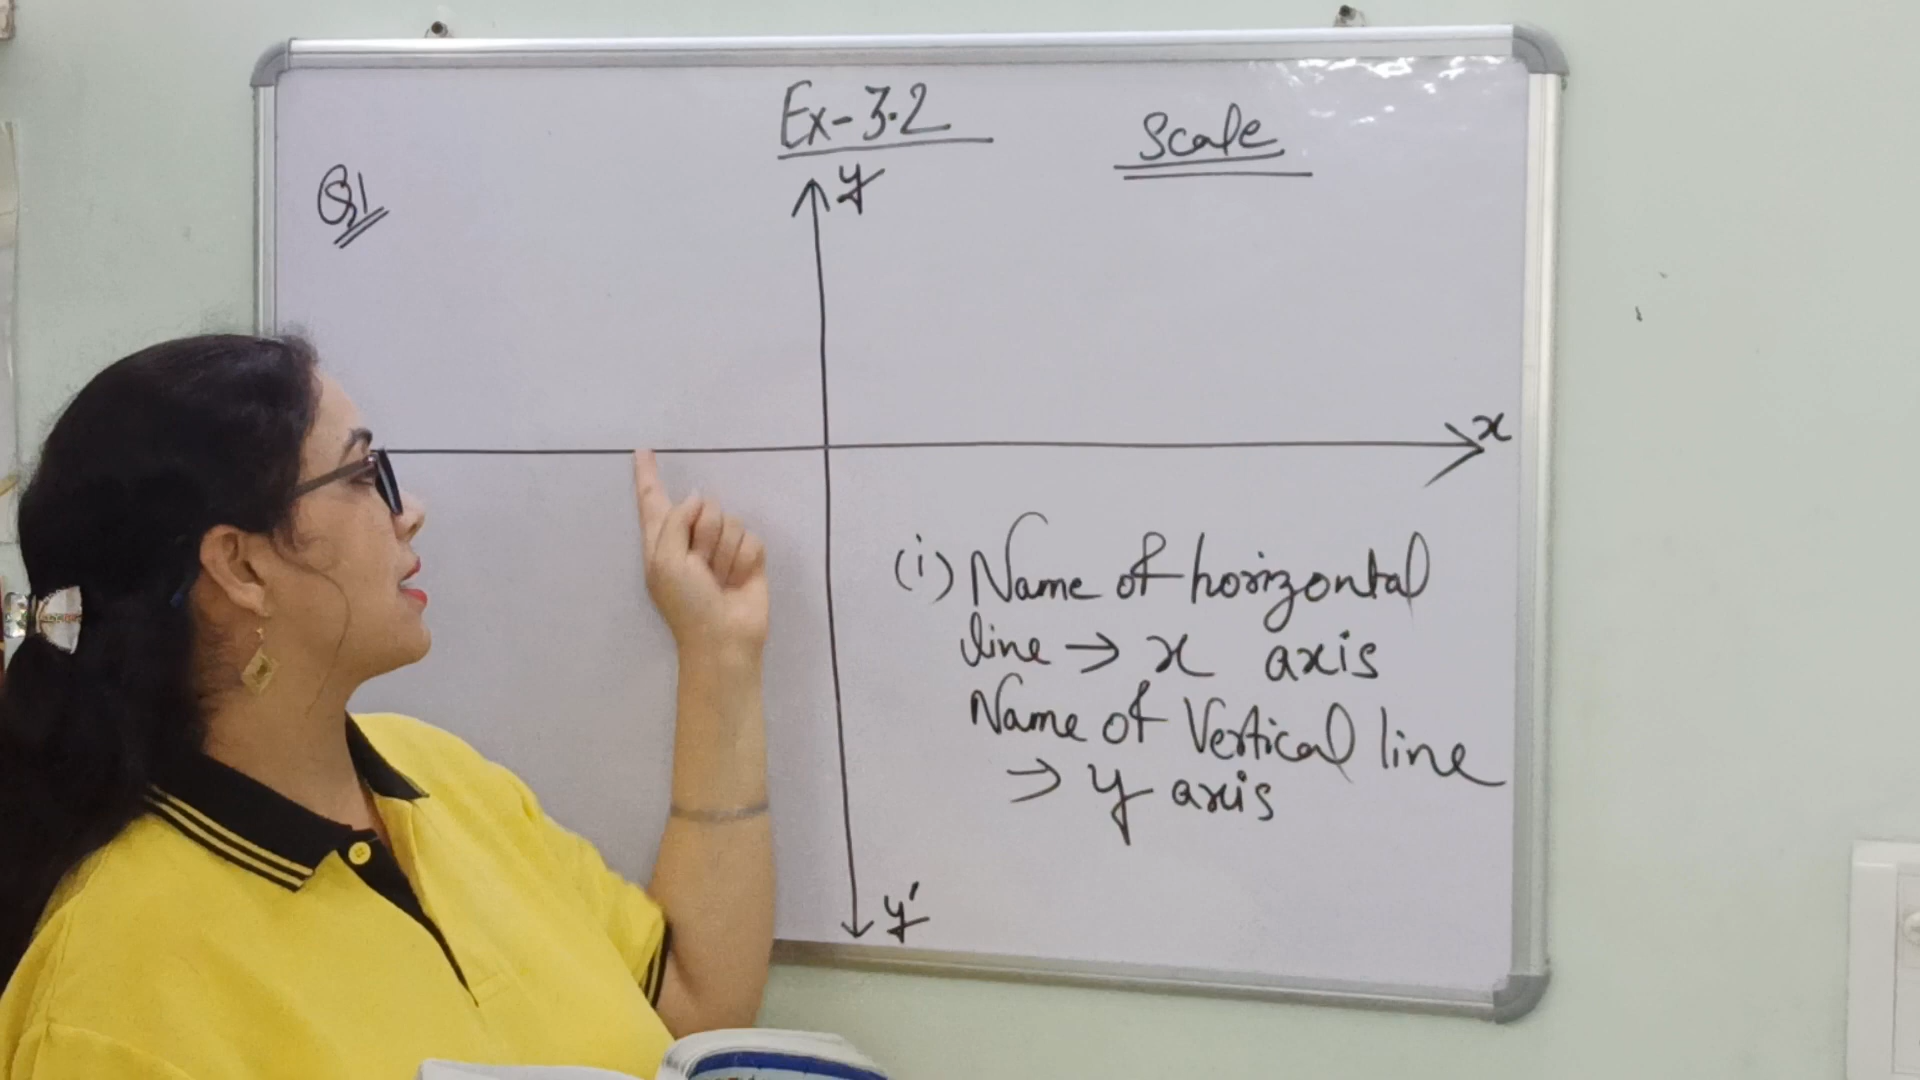 Ex-3.2
Scale
Q1
y
x
(i) Name of horizontal
line → x axis
Name of Vertical line
→ y axis
y'